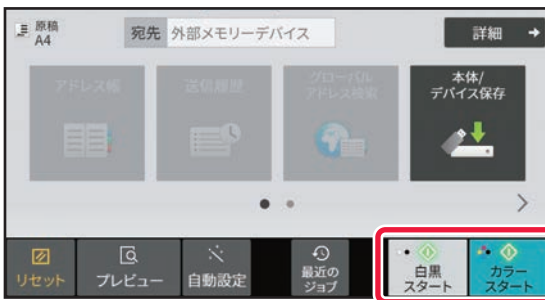 原稿
A4
宛先 外部メモリーデバイス
詳細
アドレス帳
送信履歴
グローバル
アドレス検索
本体/
デバイス保存
リセット
プレビュー
自動設定
最近の
ジョブ
白黒
スタート
カラー
スタート